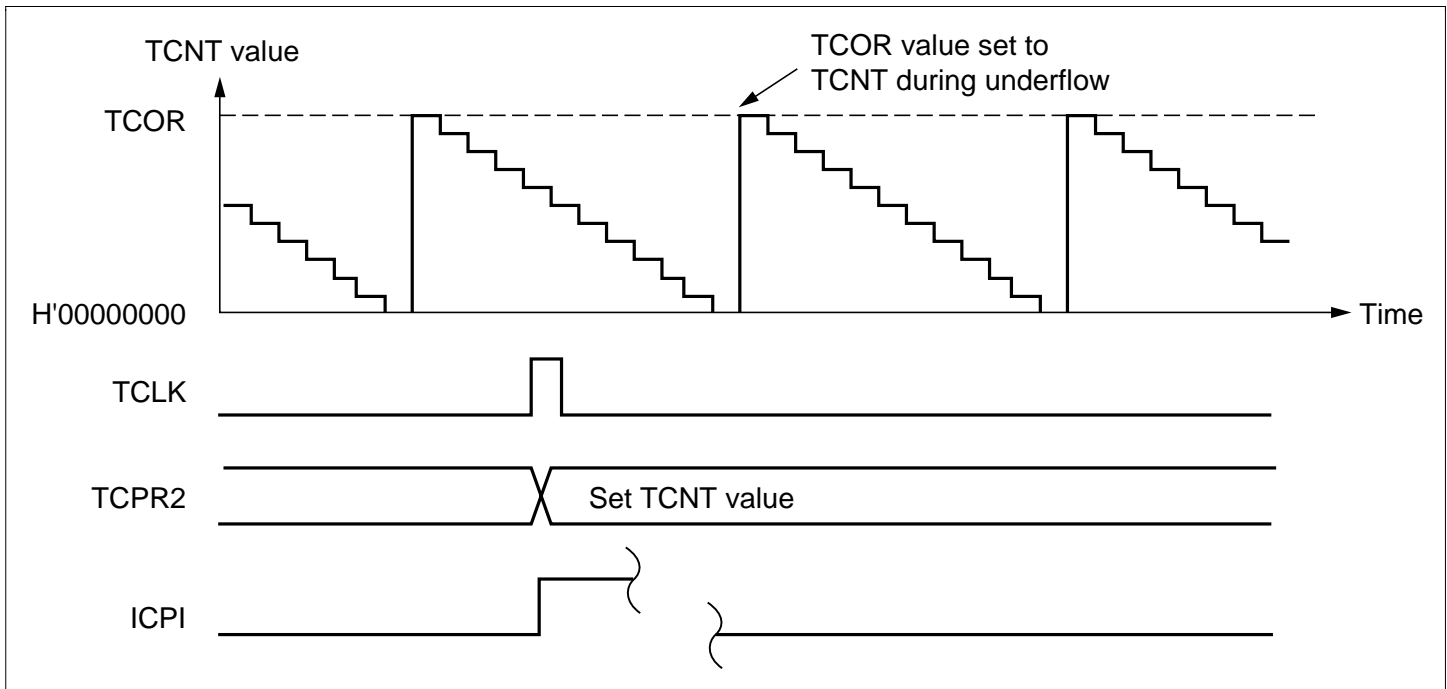 TCNT value
TCOR value set to
TCNT during underflow
TCOR
H'00000000
Time
TCLK
TCPR2
Set TCNT value
ICPI